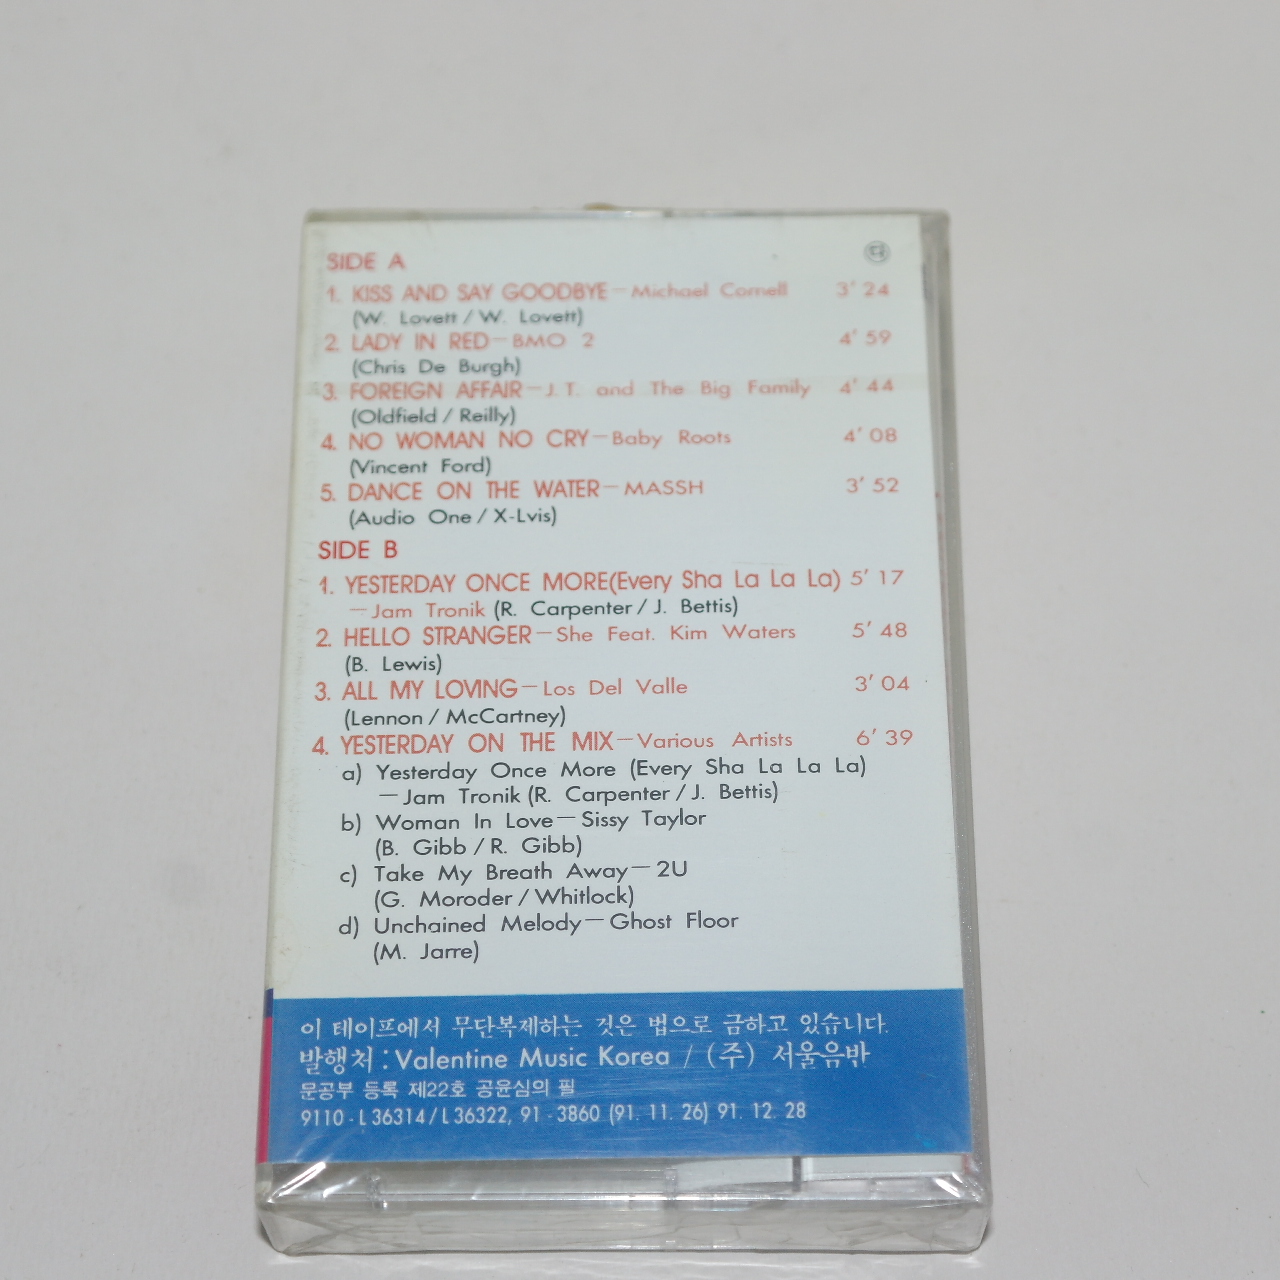 SIDE A
1. KISS AND SAY GOODBYE—Michael Cornell 3' 24
(W. Lovett / W. Lovett)
2. LADY IN RED—BMO 2 4' 59
(Chris De Burgh)
3. FOREIGN AFFAIR—J. T. and The Big Family 4' 44
(Oldfield / Reilly)
4. NO WOMAN NO CRY—Baby Roots 4' 08
(Vincent Ford)
5. DANCE ON THE WATER—MASSH 3' 52
(Audio One / X-Lvis)
SIDE B
1. YESTERDAY ONCE MORE(Every Sha La La La) 5' 17
—Jam Tronik (R. Carpenter / J. Bettis)
2. HELLO STRANGER—She Feat. Kim Waters 5' 48
(B. Lewis)
3. ALL MY LOVING—Los Del Valle 3' 04
(Lennon / McCartney)
4. YESTERDAY ON THE MIX—Various Artists 6' 39
a) Yesterday Once More (Every Sha La La La)
—Jam Tronik (R. Carpenter / J. Bettis)
b) Woman In Love—Sissy Taylor
(B. Gibb / R. Gibb)
c) Take My Breath Away—2U
(G. Moroder / Whitlock)
d) Unchained Melody—Ghost Floor
(M. Jarre)
이 테이프에서 무단복제하는 것은 법으로 금하고 있습니다.
발행처 : Valentine Music Korea / (주) 서울음반
문공부 등록 제22호 공윤심의 필
9110 - L 36314 / L 36322, 91 - 3860 (91. 11. 26) 91. 12. 28